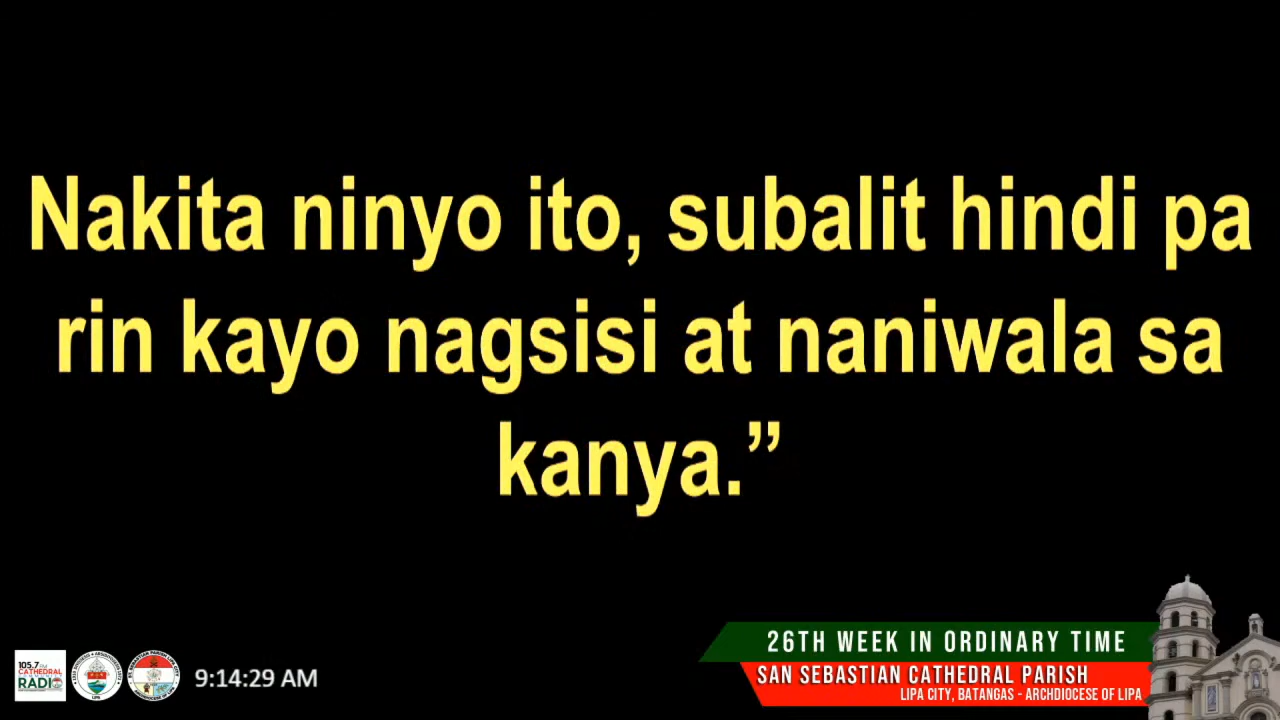 Nakita ninyo ito, subalit hindi pa
rin kayo nagsisi at naniwala sa
kanya.”
26TH WEEK IN ORDINARY TIME
SAN SEBASTIAN CATHEDRAL PARISH
LIPA CITY, BATANGAS - ARCHDIOCESE OF LIPA
105.7 FM
CATHEDRAL
RADIO
9:14:29 AM